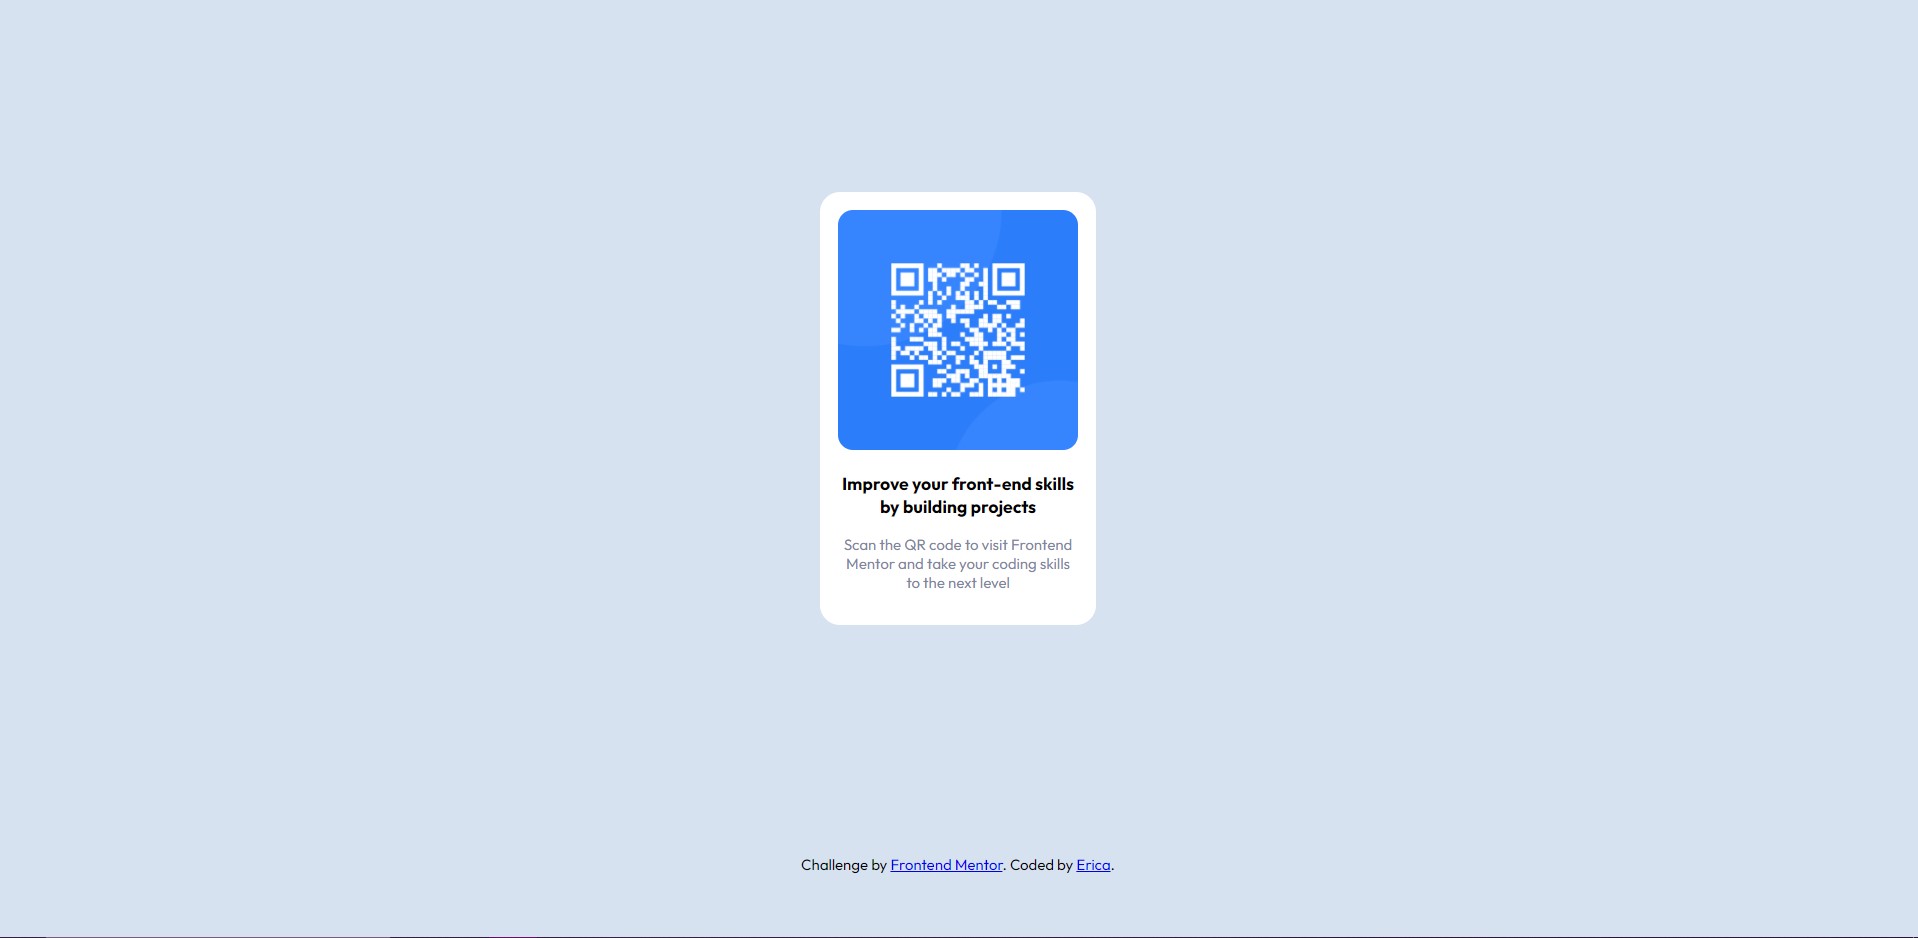 Improve your front-end skills
by building projects
Scan the QR code to visit Frontend
Mentor and take your coding skills
to the next level
Challenge by Frontend Mentor. Coded by Erica.